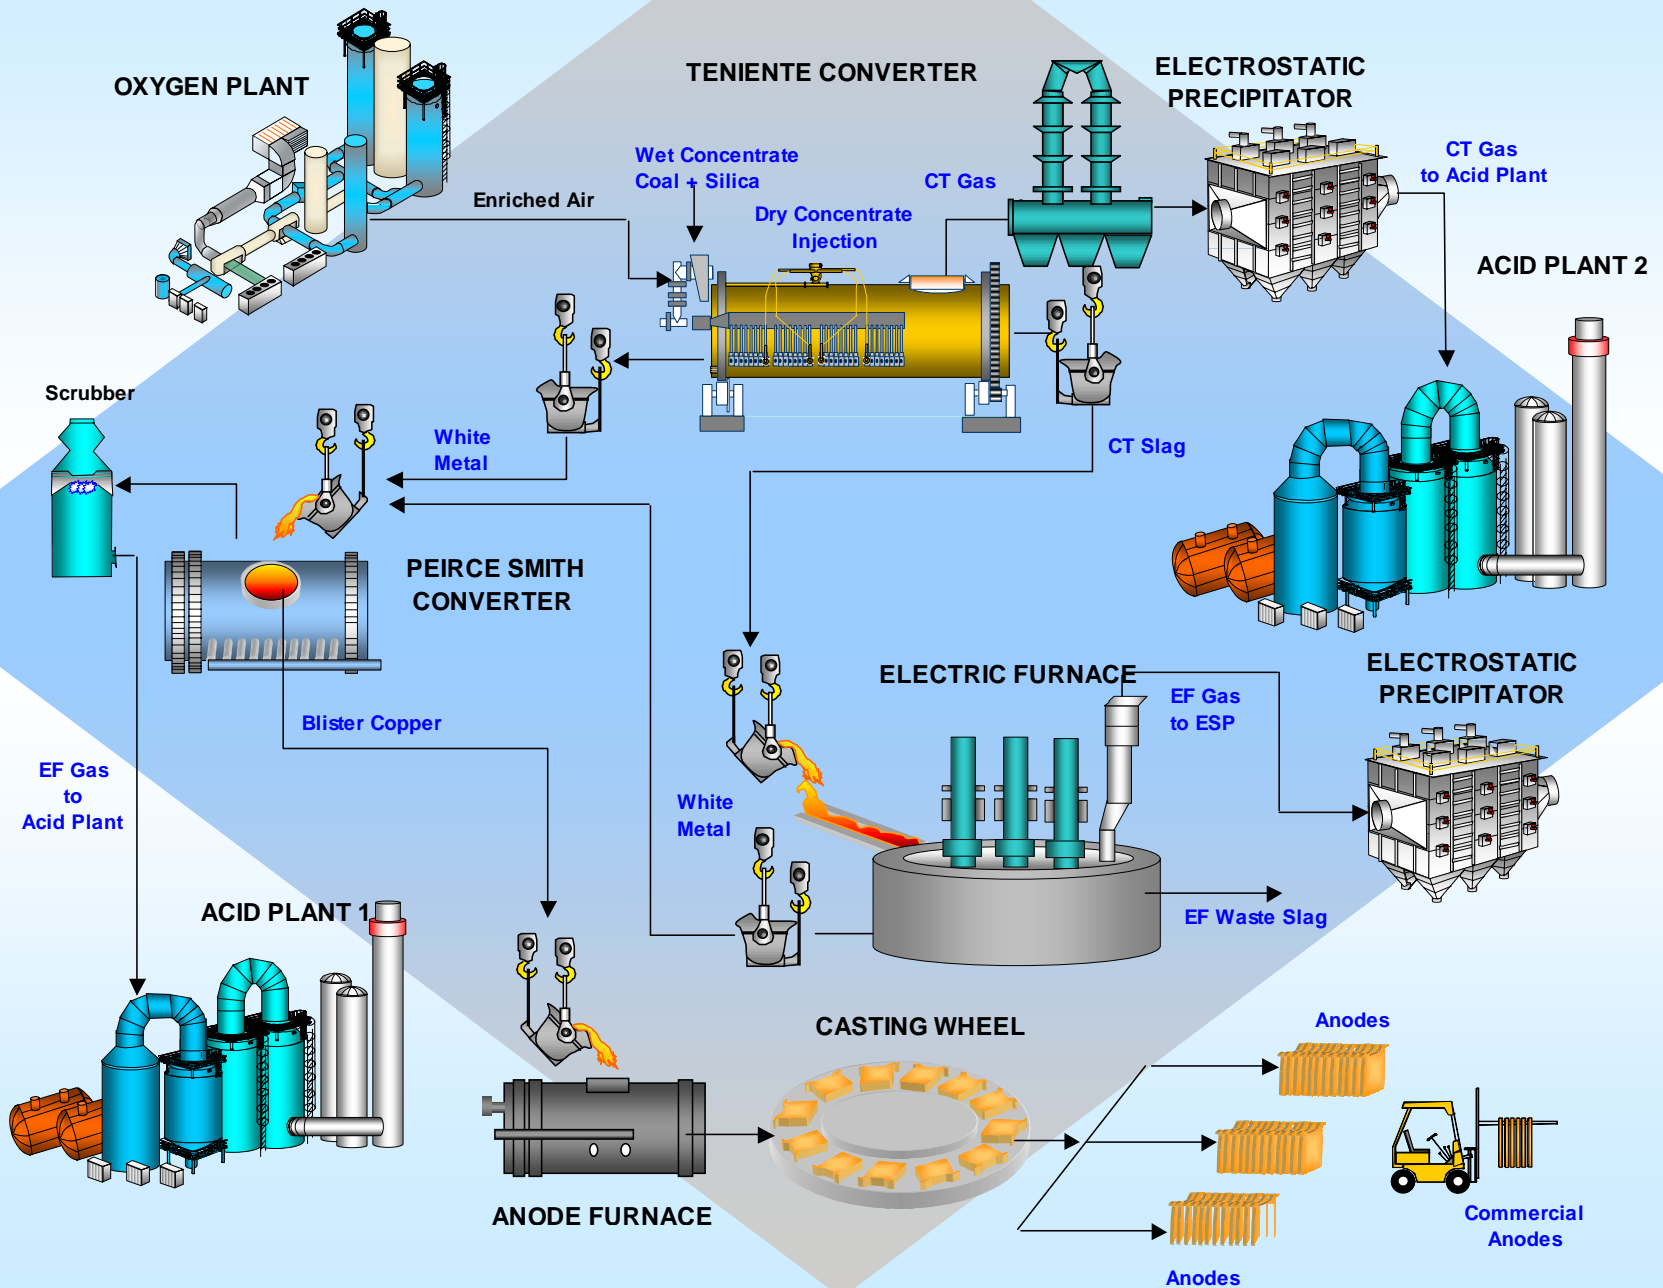 OXYGEN PLANT
TENIENTE CONVERTER
ELECTROSTATIC
PRECIPITATOR
Wet Concentrate
Coal + Silica
CT Gas
CT Gas
to Acid Plant
Enriched Air
Dry Concentrate
Injection
ACID PLANT 2
Scrubber
White
Metal
CT Slag
PEIRCE SMITH
CONVERTER
ELECTRIC FURNACE
ELECTROSTATIC
PRECIPITATOR
EF Gas
to ESP
Blister Copper
EF Gas
to
Acid Plant
White
Metal
ACID PLANT 1
EF Waste Slag
CASTING WHEEL
Anodes
ANODE FURNACE
Commercial
Anodes
Anodes